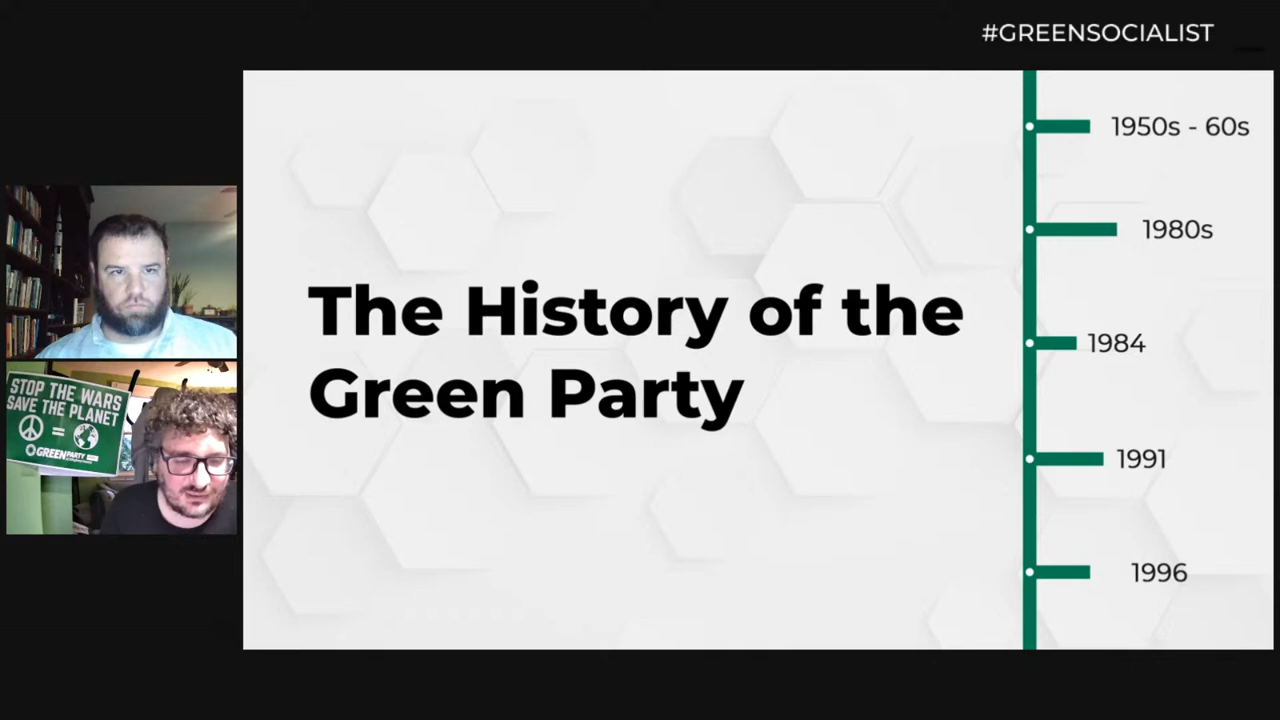 #GREENSOCIALIST
The History of the
Green Party
1950s - 60s
1980s
1984
1991
1996
STOP THE WARS
SAVE THE PLANET
=
GREENPARTY